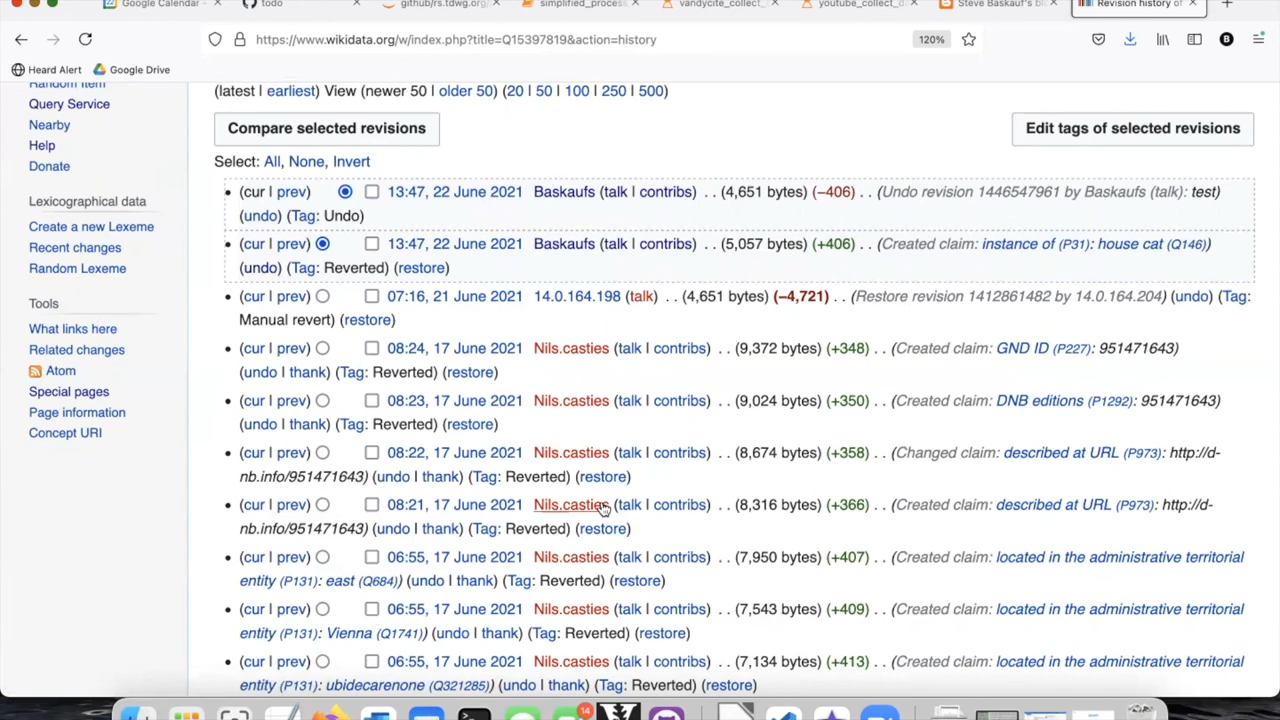 Google Calendar - todo github/rs.tdwg.org/ simplified_process vandycite_collect_ youtube_collect_d Steve Baskauf's bl Revision history of
https://www.wikidata.org/w/index.php?title=Q15397819&action=history 120%
Heard Alert Google Drive
Random Item
Query Service
Nearby
Help
Donate
Lexicographical data
Create a new Lexeme
Recent changes
Random Lexeme
Tools
What links here
Related changes
Atom
Special pages
Page information
Concept URI
(latest | earliest) View (newer 50 | older 50) (20 | 50 | 100 | 250 | 500)
Compare selected revisions Edit tags of selected revisions
Select: All, None, Invert
• (cur | prev) 13:47, 22 June 2021 Baskaufs (talk | contribs) . . (4,651 bytes) (−406) . . (Undo revision 1446547961 by Baskaufs (talk): test)
(undo) (Tag: Undo)
• (cur | prev) 13:47, 22 June 2021 Baskaufs (talk | contribs) . . (5,057 bytes) (+406) . . (Created claim: instance of (P31): house cat (Q146))
(undo) (Tag: Reverted) (restore)
• (cur | prev) 07:16, 21 June 2021 14.0.164.198 (talk) . . (4,651 bytes) (−4,721) . . (Restore revision 1412861482 by 14.0.164.204) (undo) (Tag:
Manual revert) (restore)
• (cur | prev) 08:24, 17 June 2021 Nils.casties (talk | contribs) . . (9,372 bytes) (+348) . . (Created claim: GND ID (P227): 951471643)
(undo | thank) (Tag: Reverted) (restore)
• (cur | prev) 08:23, 17 June 2021 Nils.casties (talk | contribs) . . (9,024 bytes) (+350) . . (Created claim: DNB editions (P1292): 951471643)
(undo | thank) (Tag: Reverted) (restore)
• (cur | prev) 08:22, 17 June 2021 Nils.casties (talk | contribs) . . (8,674 bytes) (+358) . . (Changed claim: described at URL (P973): http://d-
nb.info/951471643) (undo | thank) (Tag: Reverted) (restore)
• (cur | prev) 08:21, 17 June 2021 Nils.casties (talk | contribs) . . (8,316 bytes) (+366) . . (Created claim: described at URL (P973): http://d-
nb.info/951471643) (undo | thank) (Tag: Reverted) (restore)
• (cur | prev) 06:55, 17 June 2021 Nils.casties (talk | contribs) . . (7,950 bytes) (+407) . . (Created claim: located in the administrative territorial
entity (P131): east (Q684)) (undo | thank) (Tag: Reverted) (restore)
• (cur | prev) 06:55, 17 June 2021 Nils.casties (talk | contribs) . . (7,543 bytes) (+409) . . (Created claim: located in the administrative territorial
entity (P131): Vienna (Q1741)) (undo | thank) (Tag: Reverted) (restore)
• (cur | prev) 06:55, 17 June 2021 Nils.casties (talk | contribs) . . (7,134 bytes) (+413) . . (Created claim: located in the administrative territorial
entity (P131): ubidecarenone (Q321285)) (undo | thank) (Tag: Reverted) (restore)
14